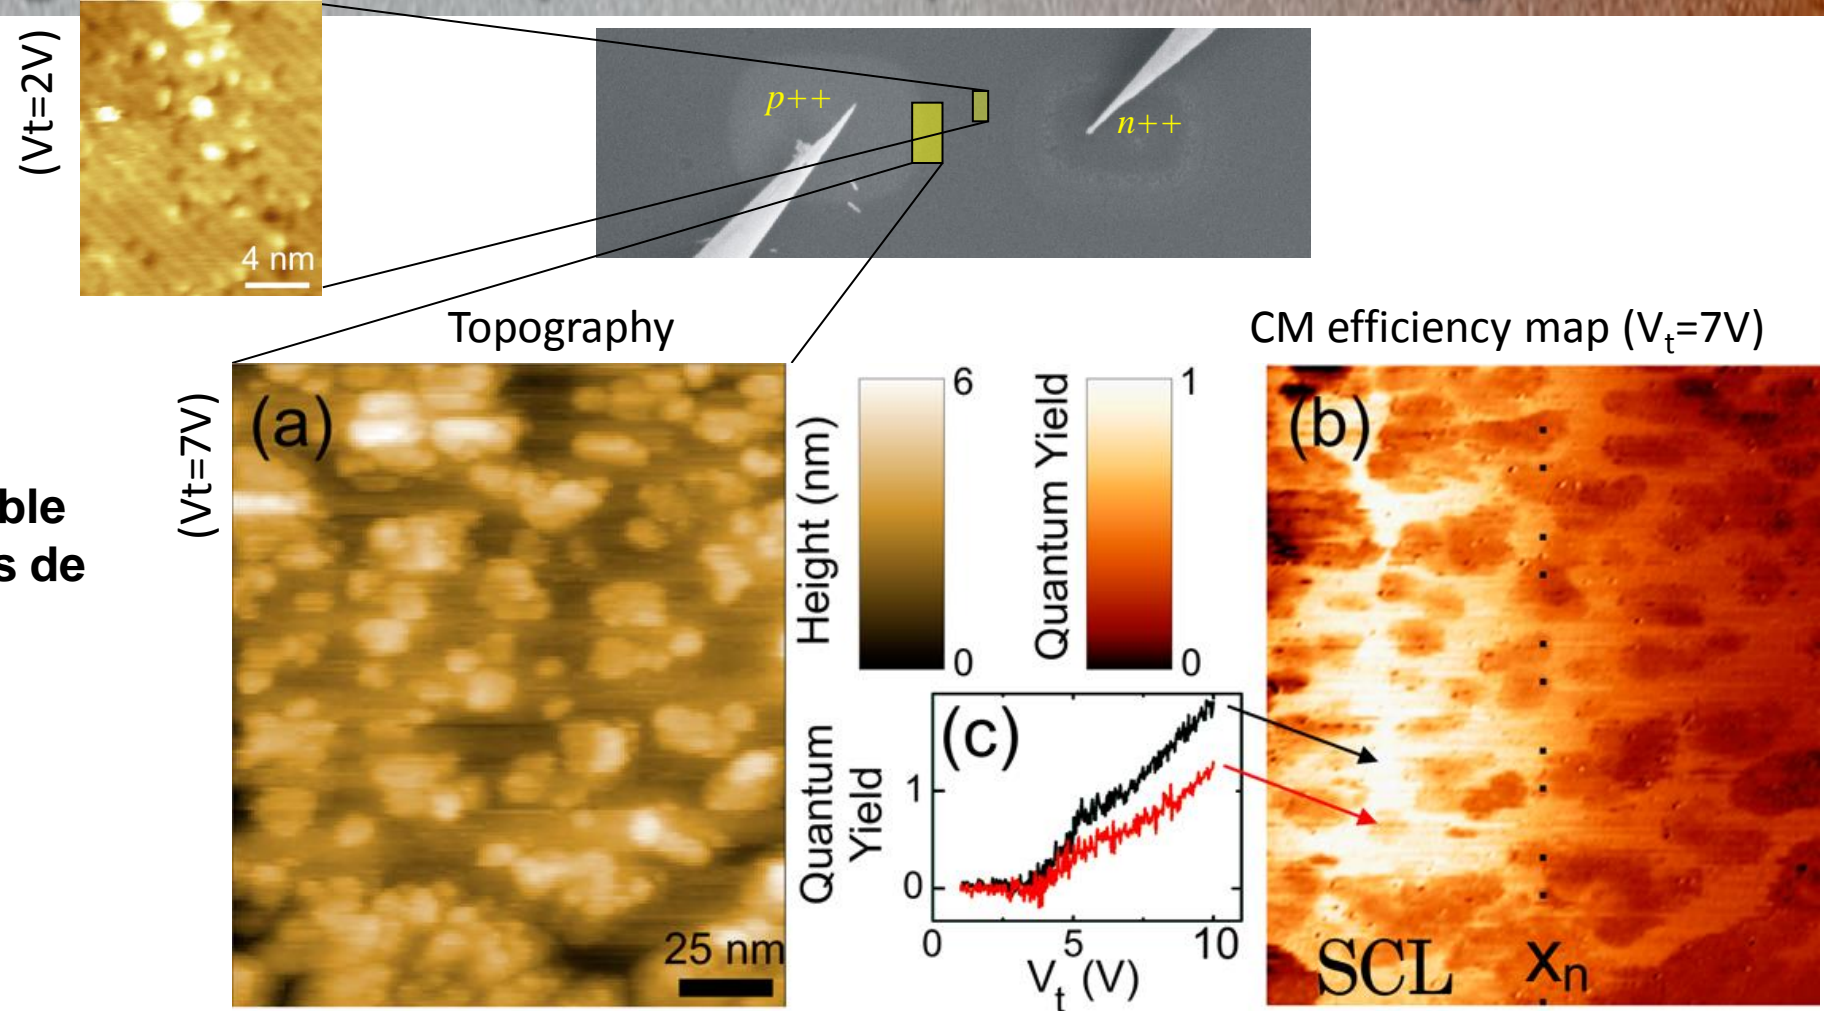 (Vt=2V)
4 nm
p++
n++
Topography
CM efficiency map (Vt=7V)
(Vt=7V)
(a)
25 nm
Height (nm)
6
0
Quantum Yield
1
0
(b)
SCL
xn
ble
s de
(c)
Quantum
Yield
1
0
0
5
10
Vt (V)